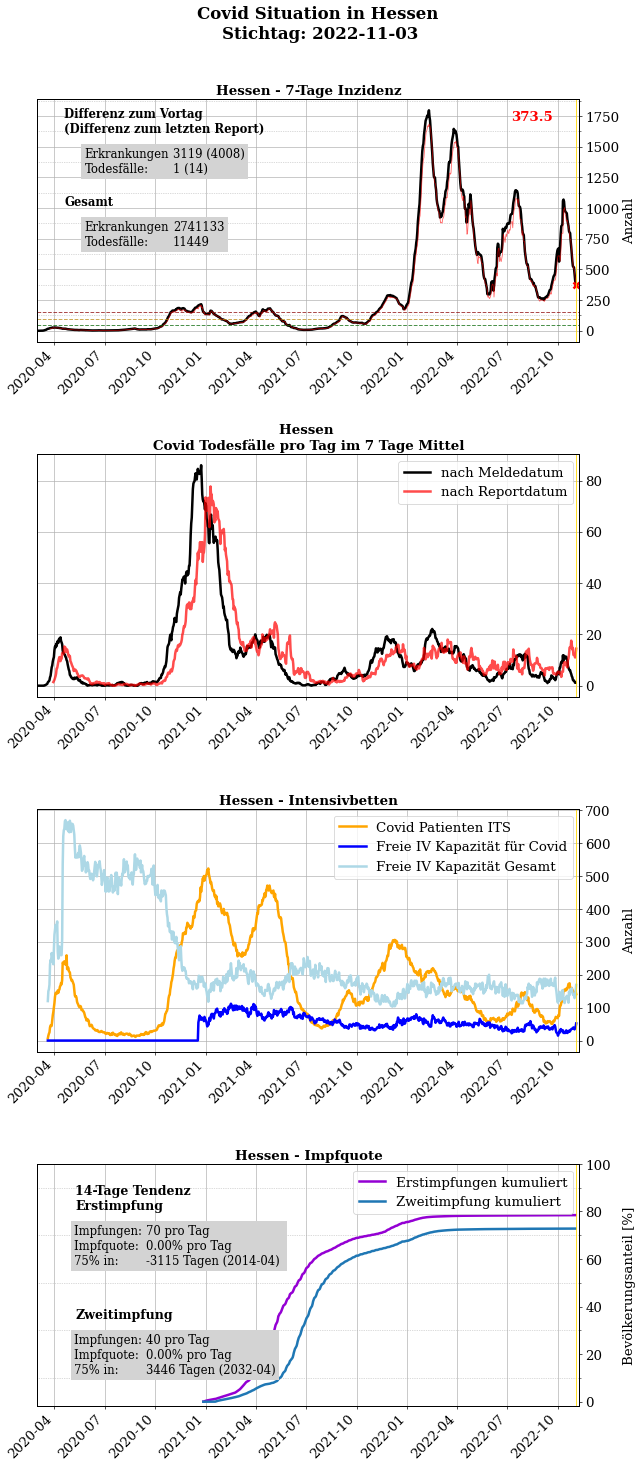 Covid Situation in Hessen
Stichtag: 2022-11-03
Hessen - 7-Tage Inzidenz
Differenz zum Vortag
(Differenz zum letzten Report)
Erkrankungen 3119 (4008)
Todesfälle: 1 (14)
Gesamt
Erkrankungen 2741133
Todesfälle: 11449
373.5
1750
1500
1250
1000
750
500
250
0
Anzahl
2020-04
2020-07
2020-10
2021-01
2021-04
2021-07
2021-10
2022-01
2022-04
2022-07
2022-10
Hessen
Covid Todesfälle pro Tag im 7 Tage Mittel
nach Meldedatum
nach Reportdatum
80
60
40
20
0
2020-04
2020-07
2020-10
2021-01
2021-04
2021-07
2021-10
2022-01
2022-04
2022-07
2022-10
Hessen - Intensivbetten
Covid Patienten ITS
Freie IV Kapazität für Covid
Freie IV Kapazität Gesamt
700
600
500
400
300
200
100
0
Anzahl
2020-04
2020-07
2020-10
2021-01
2021-04
2021-07
2021-10
2022-01
2022-04
2022-07
2022-10
Hessen - Impfquote
14-Tage Tendenz
Erstimpfung
Impfungen: 70 pro Tag
Impfquote: 0.00% pro Tag
75% in: -3115 Tagen (2014-04)
Zweitimpfung
Impfungen: 40 pro Tag
Impfquote: 0.00% pro Tag
75% in: 3446 Tagen (2032-04)
Erstimpfungen kumuliert
Zweitimpfung kumuliert
100
80
60
40
20
0
Bevölkerungsanteil [%]
2020-04
2020-07
2020-10
2021-01
2021-04
2021-07
2021-10
2022-01
2022-04
2022-07
2022-10